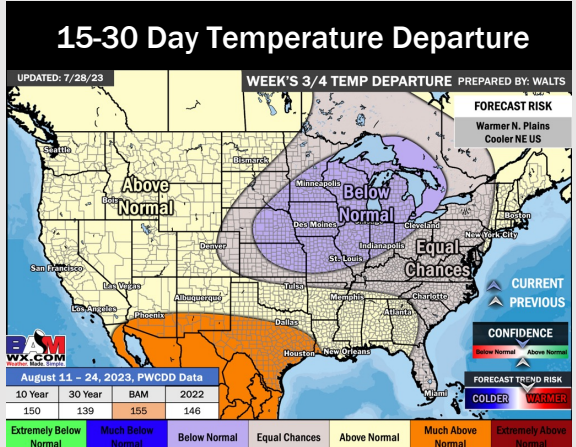 15-30 Day Temperature Departure
UPDATED: 7/28/23
WEEK'S 3/4 TEMP DEPARTURE PREPARED BY: WALTS
FORECAST RISK
Warmer N. Plains
Cooler NE US
Seattle
Bismarck
Minneapolis
Above
Normal
Below
Normal
Bois
Boston
Des Moines
Cleveland
New York City
Denver
Indianapolis
Equal
Chances
St. Louis
San Francisco
Las Vegas
Tulsa
CURRENT
PREVIOUS
Albuquerque
Memphis
Charlotte
Los Angeles
Phoenix
Atlanta
Dallas
Houston
New Orleans
Miami
BAM
WX.COM
Weather. Made. Simple.
CONFIDENCE
Below Normal
Above Normal
FORECAST TREND RISK
COLDER
WARMER
August 11 – 24, 2023, PWCDD Data
10 Year 30 Year BAM 2022
150 139 155 146
Extremely Below Normal
Much Below Normal
Below Normal
Equal Chances
Above Normal
Much Above Normal
Extremely Above Normal